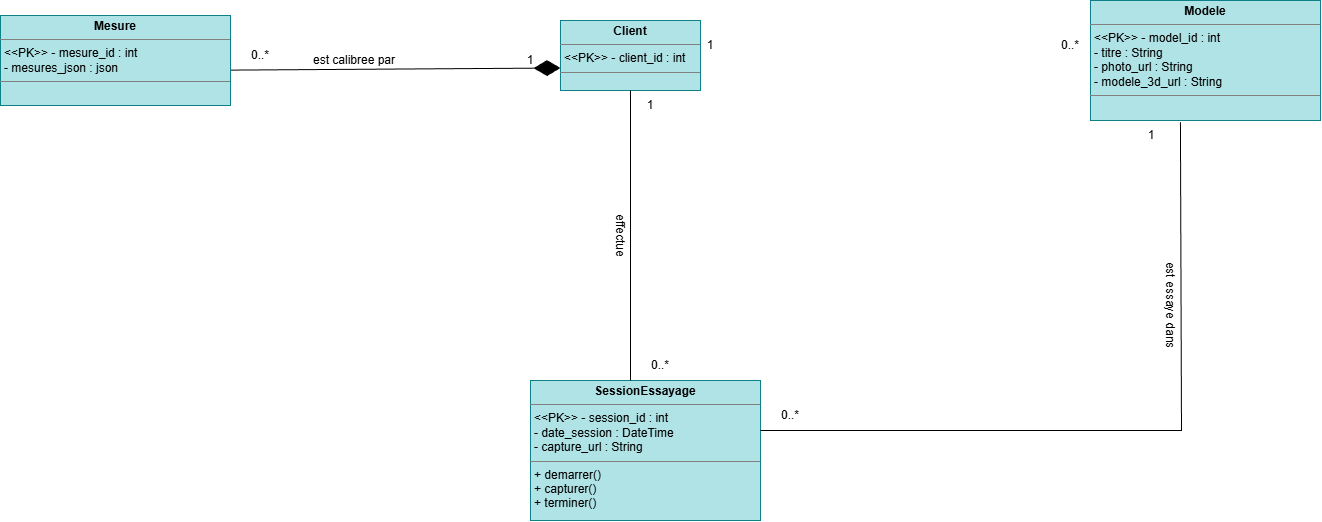 Mesure
<<PK>> - mesure_id : int
- mesures_json : json
0..*
est calibree par
1
Client
<<PK>> - client_id : int
1
1
0..*
Modele
<<PK>> - model_id : int
- titre : String
- photo_url : String
- modele_3d_url : String
1
effectue
est essaye dans
0..*
SessionEssayage
<<PK>> - session_id : int
- date_session : DateTime
- capture_url : String
+ demarrer()
+ capturer()
+ terminer()
0..*